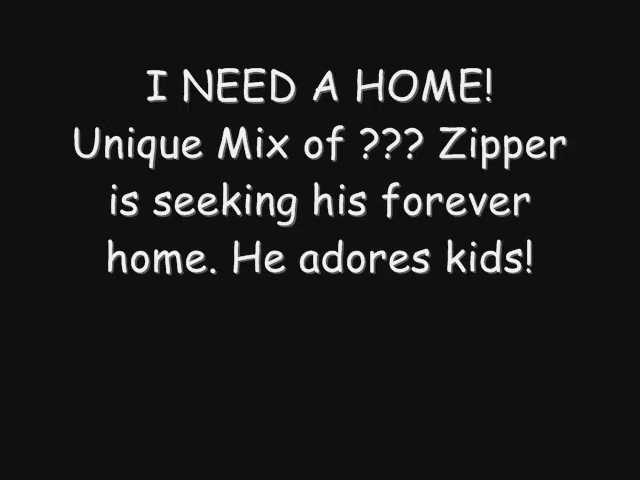 I NEED A HOME!
Unique Mix of ??? Zipper
is seeking his forever
home. He adores kids!